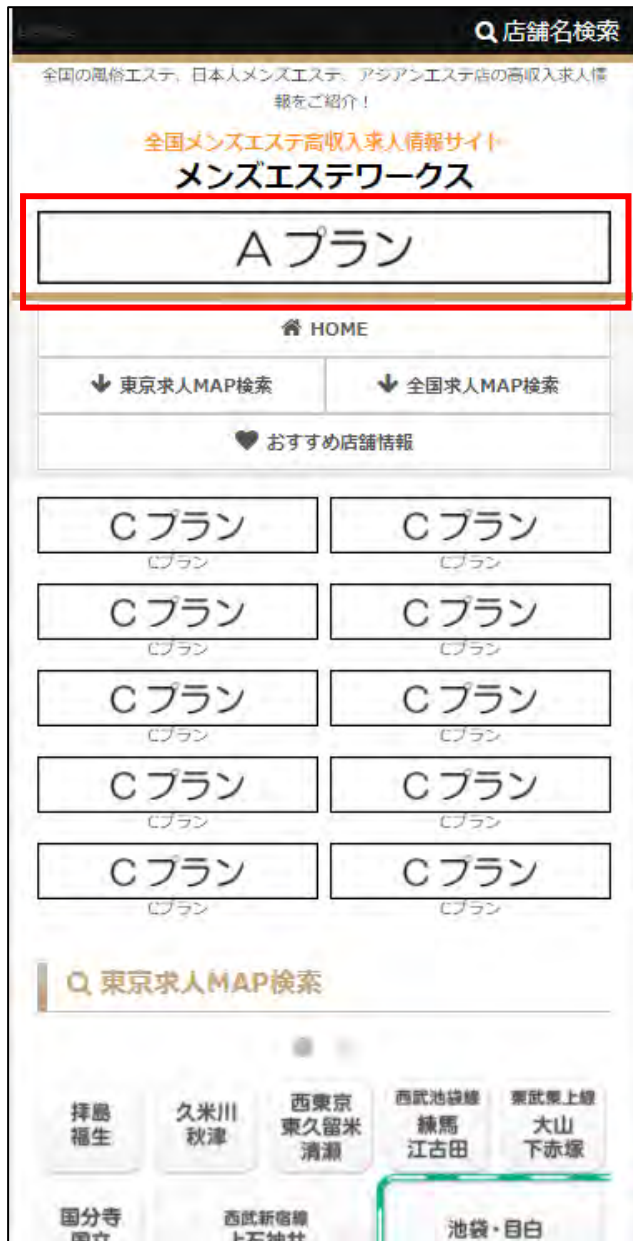 店舗名検索
全国の風俗エステ、日本人メンズエステ、アジアンエステ店の高収入求人情
報をご紹介！
全国メンズエステ高収入求人情報サイト
メンズエステワークス
Aプラン
HOME
東京求人MAP検索 全国求人MAP検索
おすすめ店舗情報
Cプラン Cプラン
Cプラン Cプラン
Cプラン Cプラン
Cプラン Cプラン
Cプラン Cプラン
Cプラン Cプラン
Cプラン Cプラン
Cプラン Cプラン
Cプラン Cプラン
Cプラン Cプラン
東京求人MAP検索
拝島
福生
久米川
秋津
西東京
東久留米
清瀬
西武池袋線
練馬
江古田
東武東上線
大山
下赤塚
国分寺
国立
西武新宿線
上石神井
池袋・目白